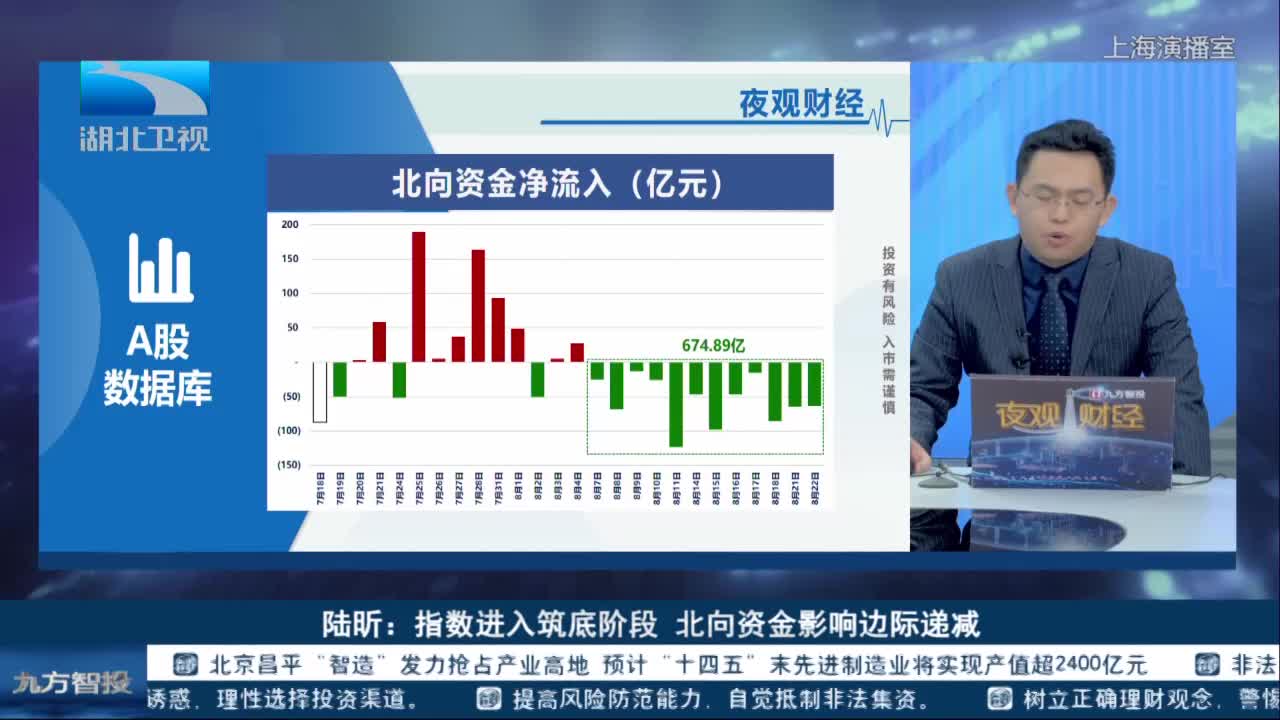 上海演播室
湖北卫视
夜观财经
北向资金净流入（亿元）
200
150
100
50
-
(50)
(100)
(150)
674.89亿
7月18日
7月19日
7月20日
7月21日
7月24日
7月25日
7月26日
7月27日
7月28日
7月31日
8月1日
8月2日
8月3日
8月4日
8月7日
8月8日
8月9日
8月10日
8月11日
8月14日
8月15日
8月16日
8月17日
8月18日
8月21日
8月22日
A股
数据库
投资有风险 入市需谨慎
九方智投
夜观财经
陆昕：指数进入筑底阶段 北向资金影响边际递减
九方智投
北京昌平“智造”发力抢占产业高地 预计“十四五”末先进制造业将实现产值超2400亿元 非法
诱惑，理性选择投资渠道。 提高风险防范能力，自觉抵制非法集资。 树立正确理财观念，警惕